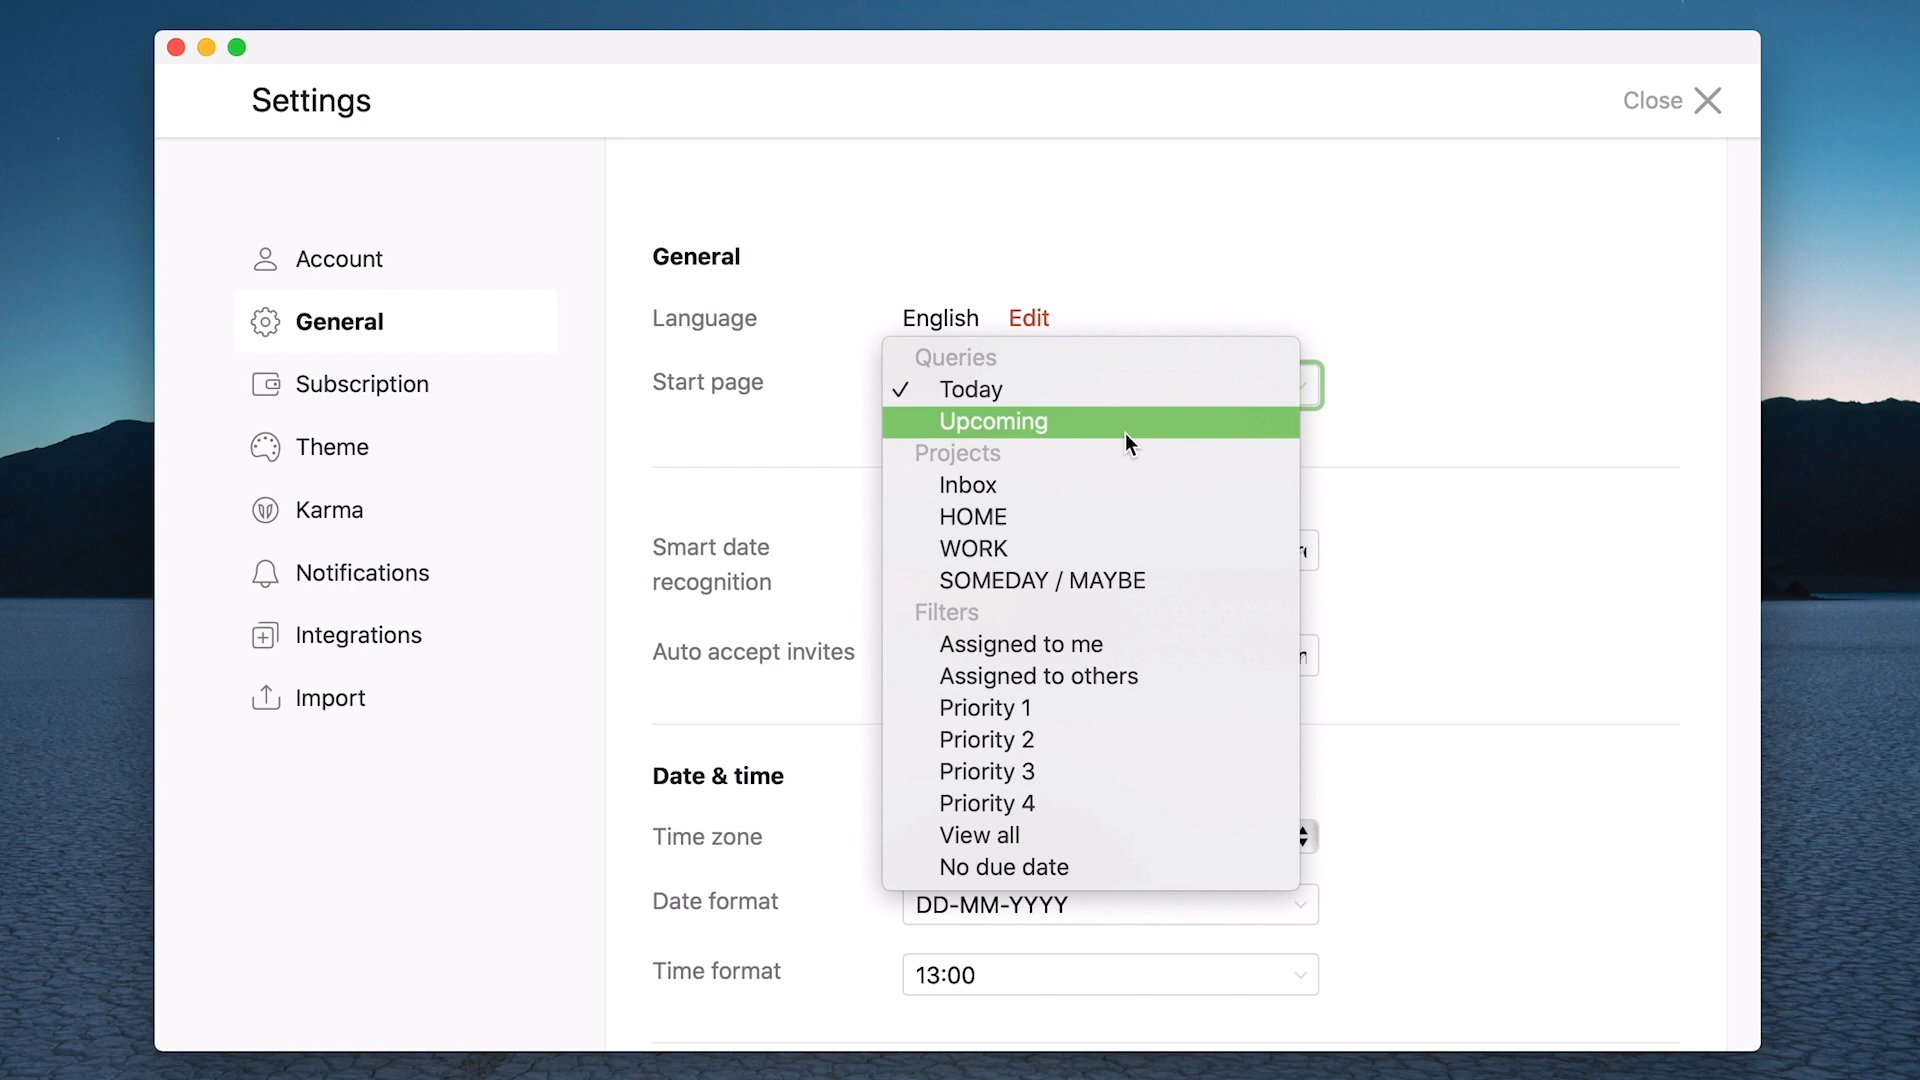 Settings
Close
Account
General
Subscription
Theme
Karma
Notifications
Integrations
Import
General
Language
English Edit
Start page
Queries
✓ Today
Upcoming
Projects
Inbox
HOME
WORK
SOMEDAY / MAYBE
Filters
Assigned to me
Assigned to others
Priority 1
Priority 2
Priority 3
Priority 4
View all
No due date
Smart date
recognition
Auto accept invites
Date & time
Time zone
Date format
DD-MM-YYYY
Time format
13:00